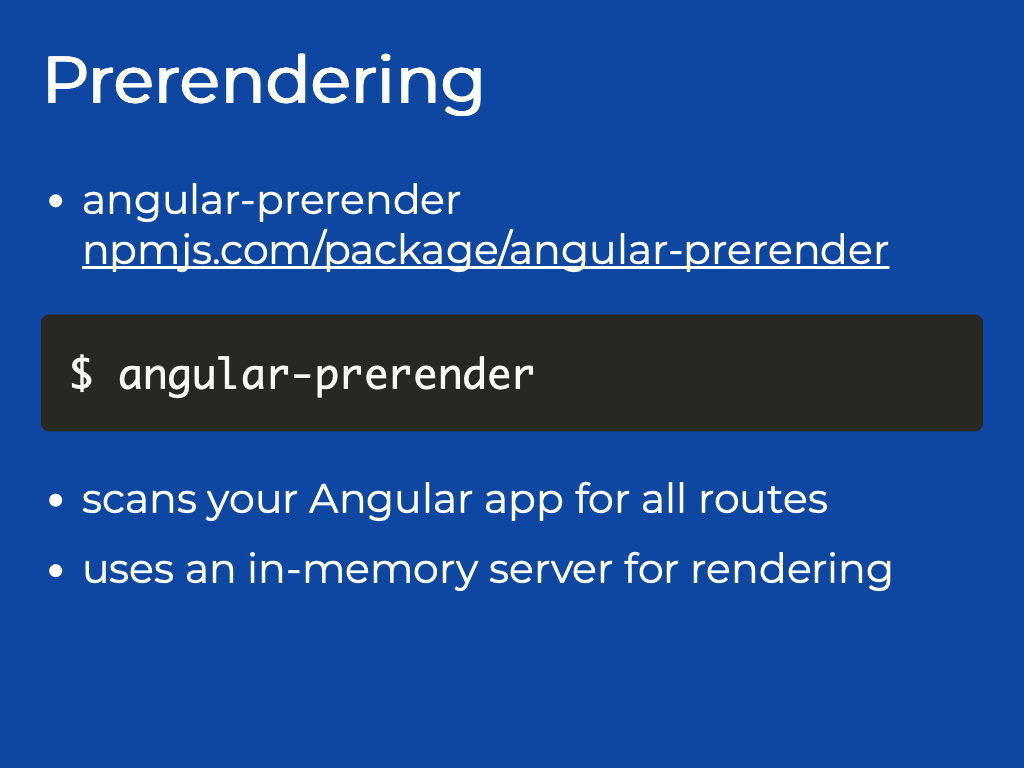 Prerendering
• angular-prerender
npmjs.com/package/angular-prerender
$ angular-prerender
• scans your Angular app for all routes
• uses an in-memory server for rendering